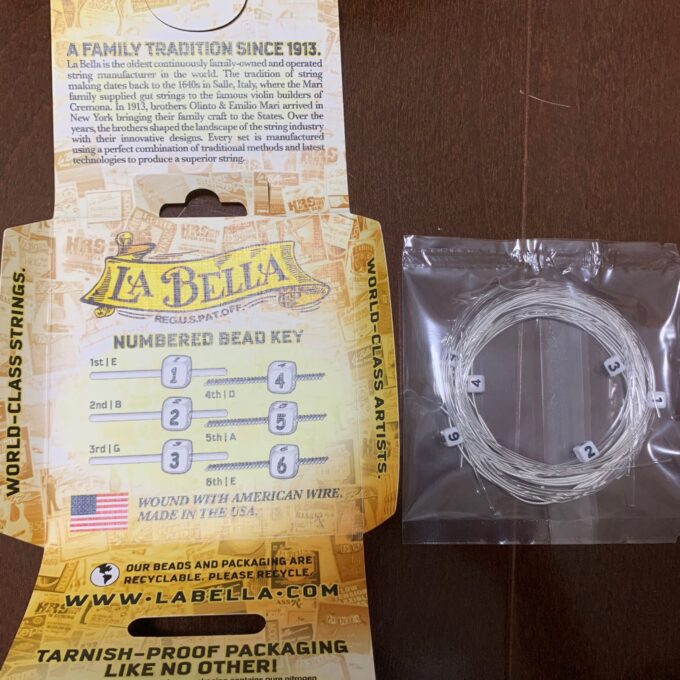 A FAMILY TRADITION SINCE 1913.
La Bella is the oldest continuously family-owned and operated
string manufacturer in the world. The tradition of string
making dates back to the 1640s in Salle, Italy, where the Mari
family supplied gut strings to the famous violin builders of
Cremona. In 1913, brothers Olinto & Emilio Mari arrived in
New York bringing their family craft to the States. Over the
years, the brothers shaped the landscape of the string industry
with their innovative designs. Every set is manufactured
using a perfect combination of traditional methods and latest
technologies to produce a superior string.
LA BELLA
REG.U.S.PAT.OFF.
NUMBERED BEAD KEY
1st | E
1
4
4th | D
2nd | B
2
5
5th | A
3rd | G
3
6
6th | E
WOUND WITH AMERICAN WIRE.
MADE IN THE USA.
WORLD-CLASS STRINGS.
WORLD-CLASS ARTISTS.
OUR BEADS AND PACKAGING ARE
RECYCLABLE. PLEASE RECYCLE.
WWW.LABELLA.COM
TARNISH-PROOF PACKAGING
LIKE NO OTHER!
contains pure nitrogen
HRS
HRS
4
3
1
6
2